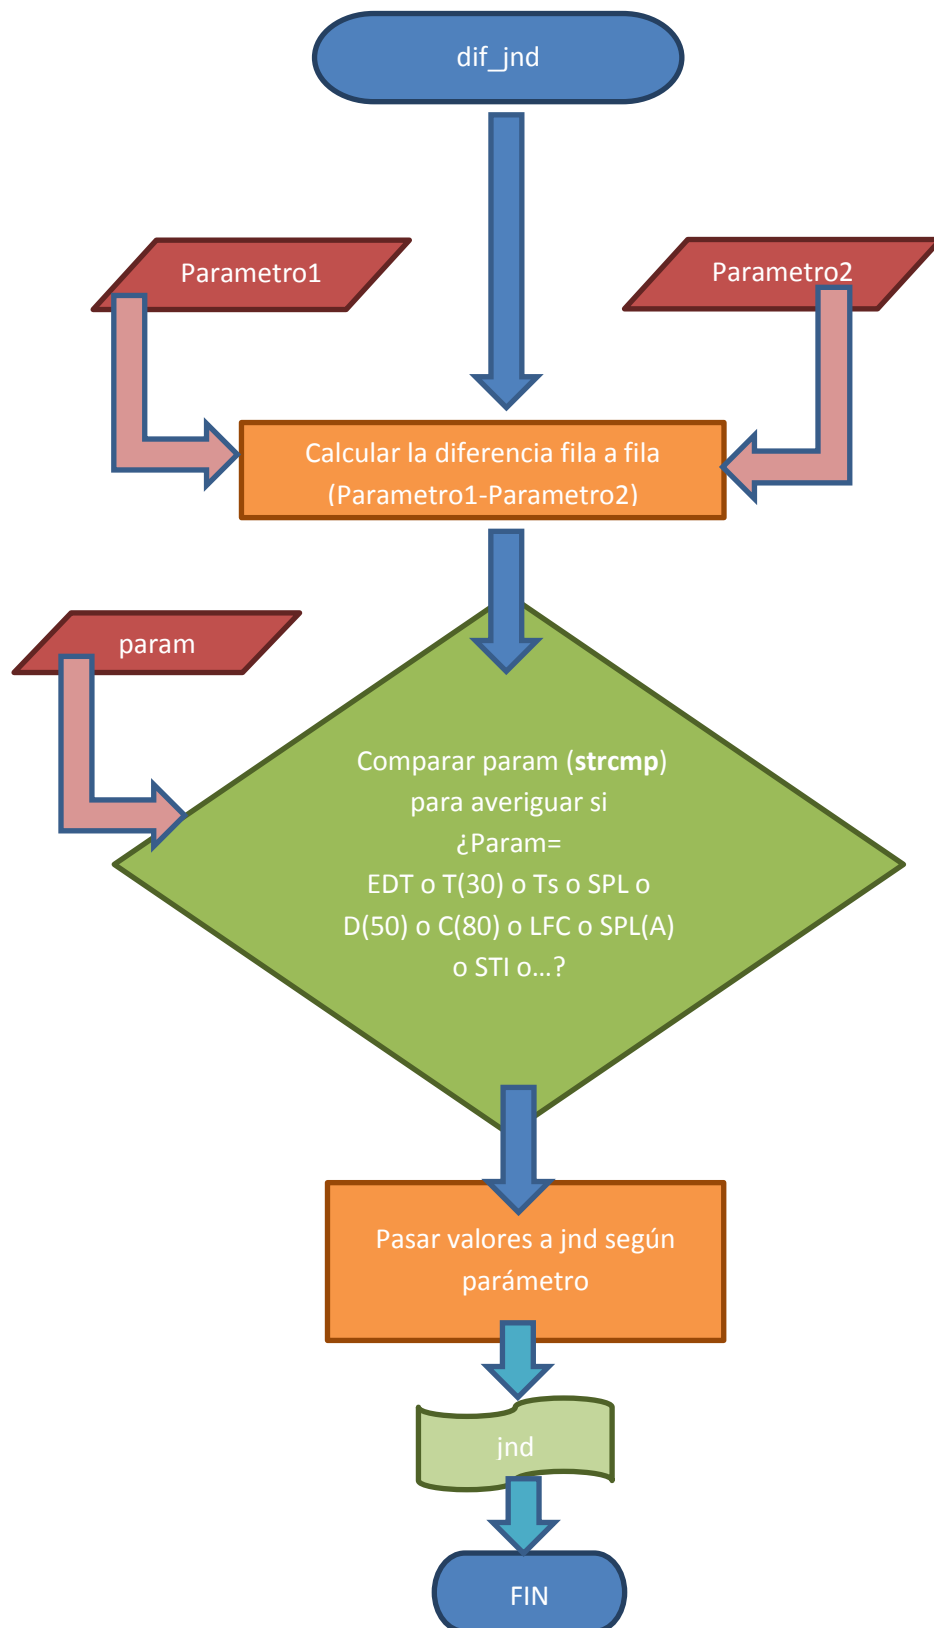 dif_jnd
Parametro1
Parametro2
Calcular la diferencia fila a fila
(Parametro1-Parametro2)
param
Comparar param (strcmp)
para averiguar si
¿Param=
EDT o T(30) o Ts o SPL o
D(50) o C(80) o LFC o SPL(A)
o STI o...?
Pasar valores a jnd según
parámetro
jnd
FIN